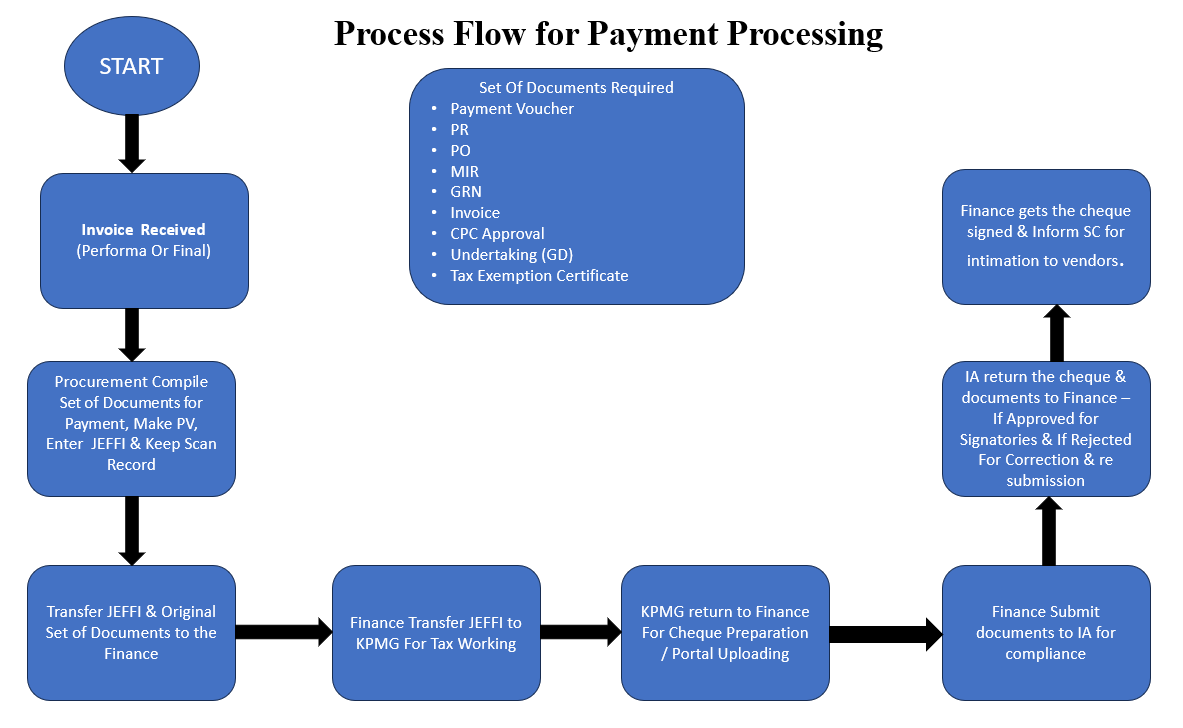 Process Flow for Payment Processing
START
Set Of Documents Required
• Payment Voucher
• PR
• PO
• MIR
• GRN
• Invoice
• CPC Approval
• Undertaking (GD)
• Tax Exemption Certificate
Invoice Received
(Performa Or Final)
Procurement Compile
Set of Documents for
Payment, Make PV,
Enter JEFFI & Keep Scan
Record
Transfer JEFFI & Original
Set of Documents to the
Finance
Finance Transfer JEFFI to
KPMG For Tax Working
KPMG return to Finance
For Cheque Preparation
/ Portal Uploading
Finance Submit
documents to IA for
compliance
IA return the cheque &
documents to Finance –
If Approved for
Signatories & If Rejected
For Correction & re
submission
Finance gets the cheque
signed & Inform SC for
intimation to vendors.